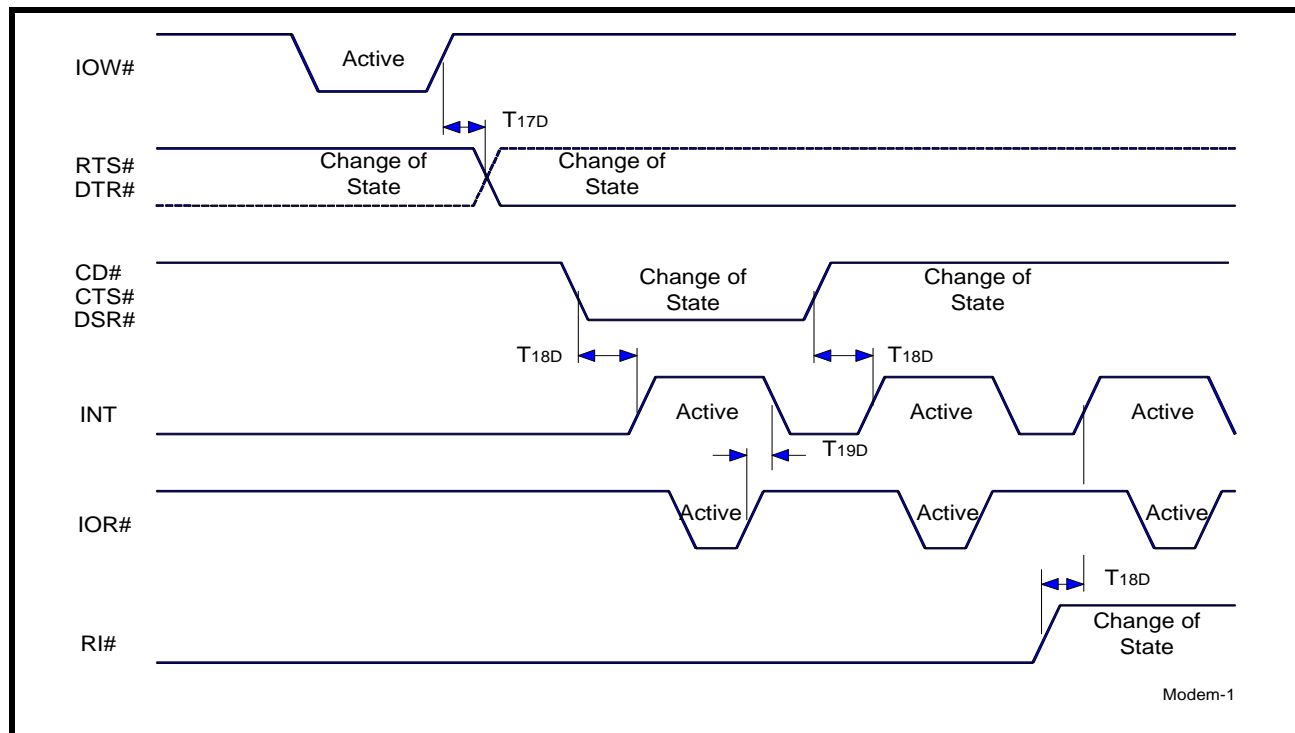 IOW#
Active
T17D
RTS#
DTR#
Change of
State
Change of
State
CD#
CTS#
DSR#
Change of
State
Change of
State
T18D
T18D
INT
Active
Active
Active
T19D
IOR#
Active
Active
Active
T18D
RI#
Change of
State
Modem-1